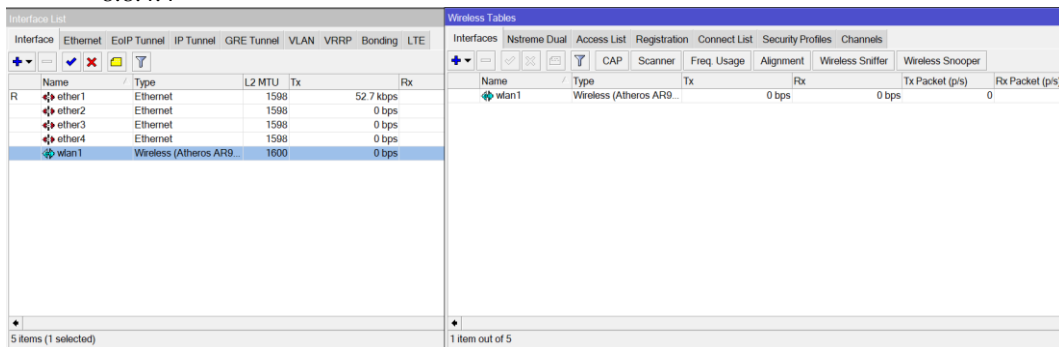 Interface List
Interface Ethernet EoIP Tunnel IP Tunnel GRE Tunnel VLAN VRRP Bonding LTE
Name Type L2 MTU Tx Rx
R ether1 Ethernet 1598 52.7 kbps
ether2 Ethernet 1598 0 bps
ether3 Ethernet 1598 0 bps
ether4 Ethernet 1598 0 bps
wlan1 Wireless (Atheros AR9... 1600 0 bps
5 items (1 selected)
Wireless Tables
Interfaces Nstreme Dual Access List Registration Connect List Security Profiles Channels
CAP Scanner Freq. Usage Alignment Wireless Sniffer Wireless Snooper
Name Type Tx Rx Tx Packet (p/s) Rx Packet (p/s)
wlan1 Wireless (Atheros AR9... 0 bps 0 bps 0
1 item out of 5